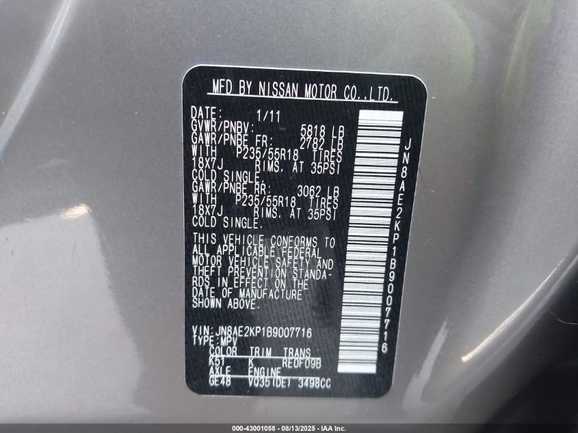 MFD BY NISSAN MOTOR CO.,LTD.
DATE: 1/11
GVWR/PNBV: 5818 LB
GAWR/PNBE FR: 2782 LB
WITH P235/55R18 TIRES
18X7J RIMS. AT 35PSI
COLD SINGLE.
GAWR/PNBE RR: 3062 LB
WITH P235/55R18 TIRES
18X7J RIMS. AT 35PSI
COLD SINGLE.
THIS VEHICLE CONFORMS TO
ALL APPLICABLE FEDERAL
MOTOR VEHICLE SAFETY AND
THEFT PREVENTION STANDA-
RDS IN EFFECT ON THE
DATE OF MANUFACTURE
SHOWN ABOVE.
VIN: JN8AE2KP1B9007716
TYPE: MPV
COLOR TRIM TRANS
K51 K RE0F09B
AXLE ENGINE
GE48 VQ35(DE) 3498CC
JN8AE2KP1B9007716
000-43001058 - 08/13/2025 - IAA Inc.